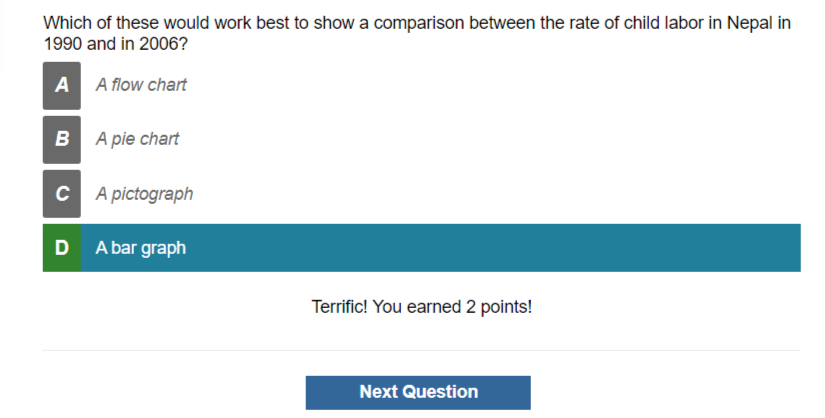 Which of these would work best to show a comparison between the rate of child labor in Nepal in
1990 and in 2006?
A A flow chart
B A pie chart
C A pictograph
D A bar graph
Terrific! You earned 2 points!
Next Question